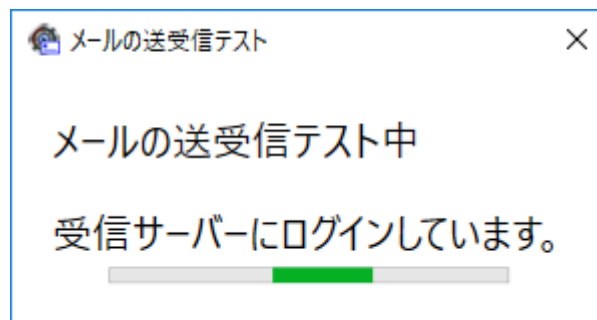 メールの送受信テスト
メールの送受信テスト中
受信サーバーにログインしています。